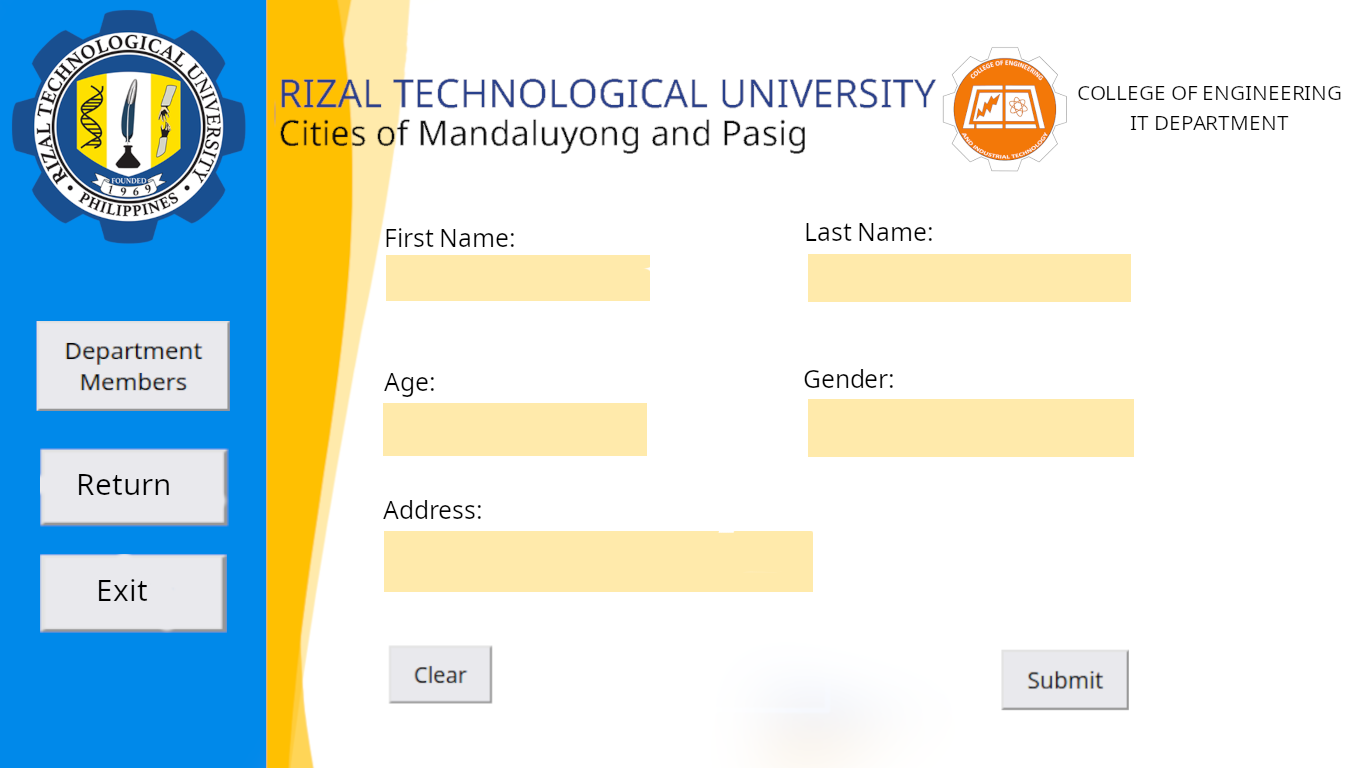 RIZAL TECHNOLOGICAL UNIVERSITY
PHILIPPINES
FOUNDED
1969
RIZAL TECHNOLOGICAL UNIVERSITY
Cities of Mandaluyong and Pasig
COLLEGE OF ENGINEERING
AND INDUSTRIAL TECHNOLOGY
COLLEGE OF ENGINEERING
IT DEPARTMENT
First Name:
Last Name:
Department
Members
Age:
Gender:
Return
Address:
Exit
Clear
Submit